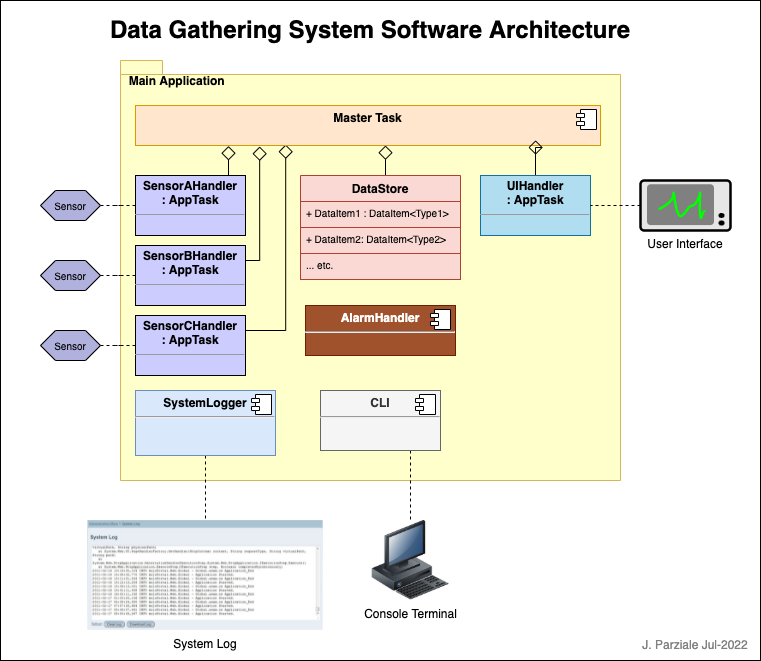 Data Gathering System Software Architecture
Main Application
Master Task
SensorAHandler
: AppTask
DataStore
+ DataItem1 : DataItem<Type1>
+ DataItem2: DataItem<Type2>
... etc.
UIHandler
: AppTask
Sensor
User Interface
SensorBHandler
: AppTask
Sensor
AlarmHandler
SensorCHandler
: AppTask
Sensor
SystemLogger
CLI
System Log
Console Terminal
System Log
J. Parziale Jul-2022